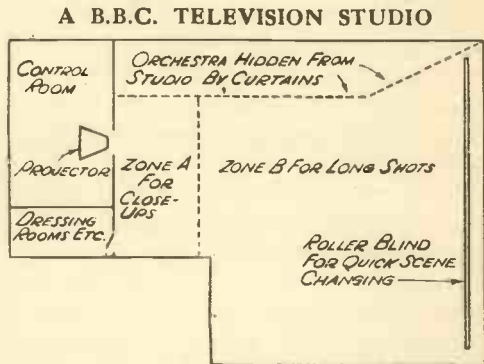 A B.B.C. TELEVISION STUDIO
CONTROL
ROOM
ORCHESTRA HIDDEN FROM
STUDIO BY CURTAINS
PROJECTOR
ZONE A
FOR
CLOSE-
UPS
ZONE B FOR LONG SHOTS
DRESSING
ROOMS ETC.
ROLLER BLIND
FOR QUICK SCENE
CHANGING